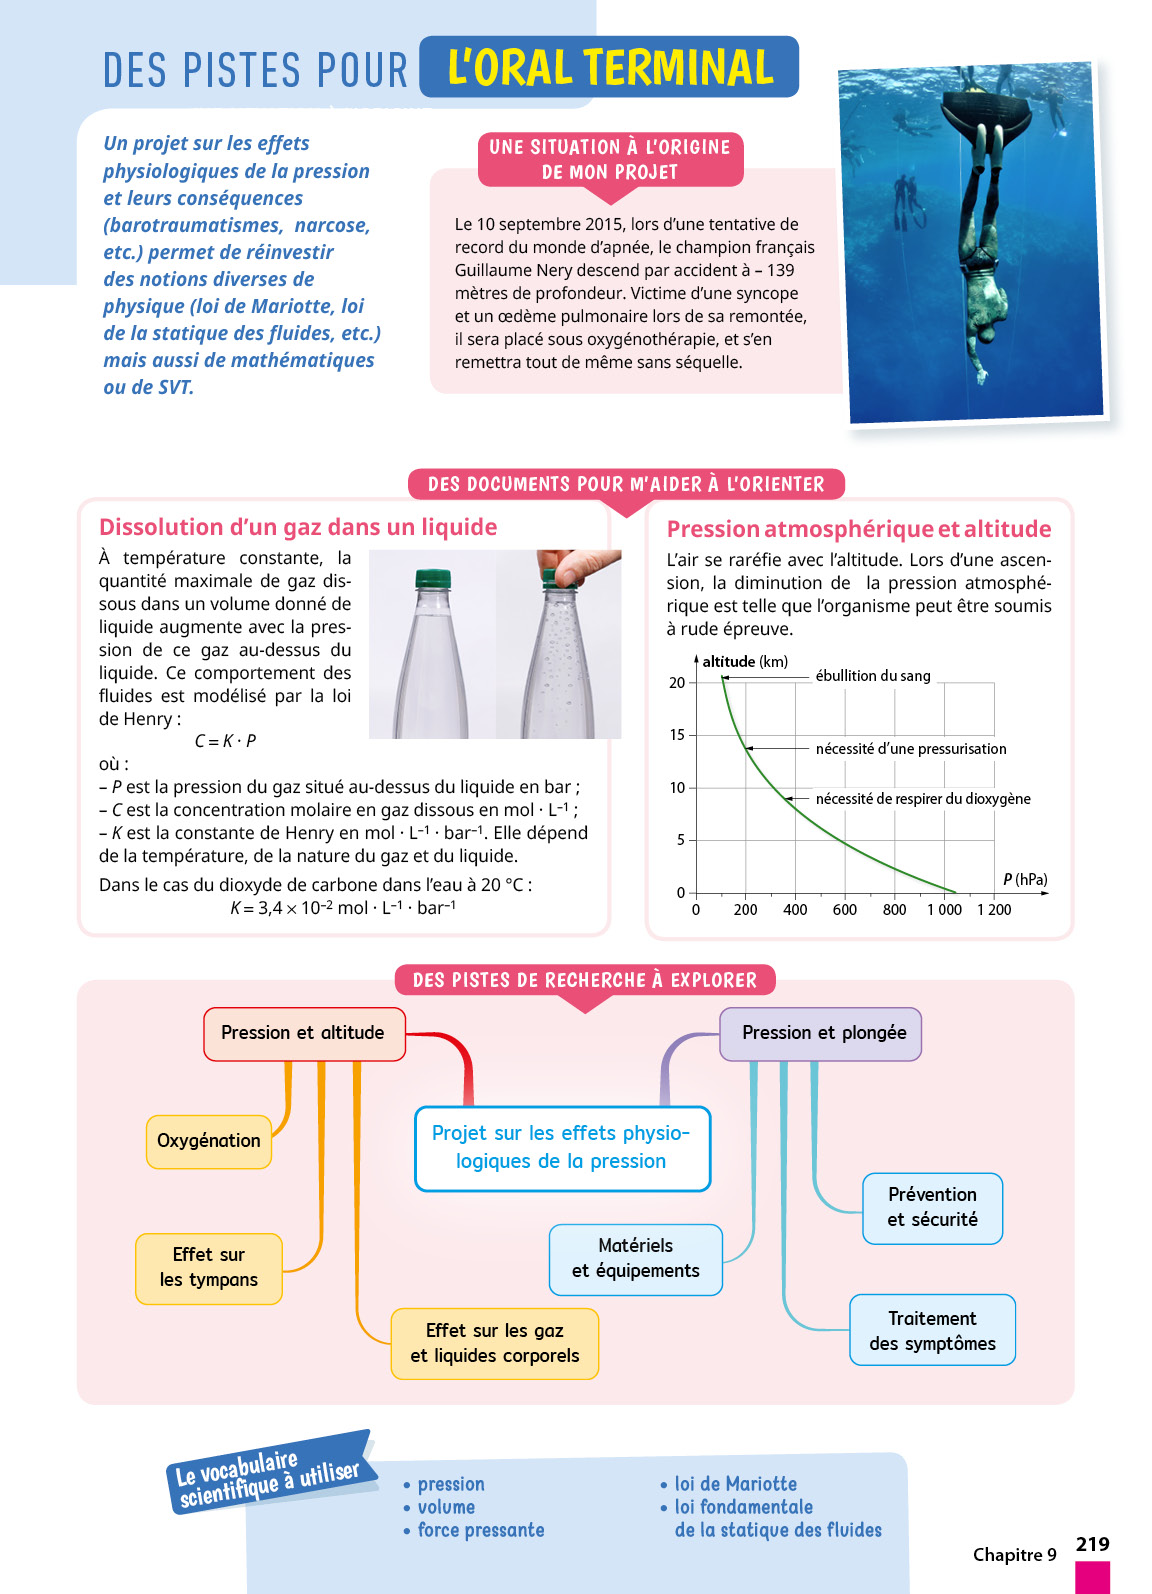 DES PISTES POUR L'ORAL TERMINAL
Un projet sur les effets
physiologiques de la pression
et leurs conséquences
(barotraumatismes, narcose,
etc.) permet de réinvestir
des notions diverses de
physique (loi de Mariotte, loi
de la statique des fluides, etc.)
mais aussi de mathématiques
ou de SVT.
UNE SITUATION À L'ORIGINE
DE MON PROJET
Le 10 septembre 2015, lors d'une tentative de
record du monde d'apnée, le champion français
Guillaume Nery descend par accident à – 139
mètres de profondeur. Victime d'une syncope
et un œdème pulmonaire lors de sa remontée,
il sera placé sous oxygénothérapie, et s'en
remettra tout de même sans séquelle.
DES DOCUMENTS POUR M'AIDER À L'ORIENTER
Dissolution d'un gaz dans un liquide
À température constante, la
quantité maximale de gaz dis-
sous dans un volume donné de
liquide augmente avec la pres-
sion de ce gaz au-dessus du
liquide. Ce comportement des
fluides est modélisé par la loi
de Henry :
C = K · P
où :
– P est la pression du gaz situé au-dessus du liquide en bar ;
– C est la concentration molaire en gaz dissous en mol · L⁻¹ ;
– K est la constante de Henry en mol · L⁻¹ · bar⁻¹. Elle dépend
de la température, de la nature du gaz et du liquide.
Dans le cas du dioxyde de carbone dans l'eau à 20 °C :
K = 3,4 × 10⁻² mol · L⁻¹ · bar⁻¹
Pression atmosphérique et altitude
L'air se raréfie avec l'altitude. Lors d'une ascen-
sion, la diminution de la pression atmosphé-
rique est telle que l'organisme peut être soumis
à rude épreuve.
altitude (km)
20
ébullition du sang
15
nécessité d'une pressurisation
10
nécessité de respirer du dioxygène
5
P (hPa)
0
0 200 400 600 800 1 000 1 200
DES PISTES DE RECHERCHE À EXPLORER
Pression et altitude
Pression et plongée
Projet sur les effets physio-
logiques de la pression
Oxygénation
Prévention
et sécurité
Effet sur
les tympans
Matériels
et équipements
Effet sur les gaz
et liquides corporels
Traitement
des symptômes
Le vocabulaire
scientifique à utiliser
• pression
• volume
• force pressante
• loi de Mariotte
• loi fondamentale
de la statique des fluides
Chapitre 9 219